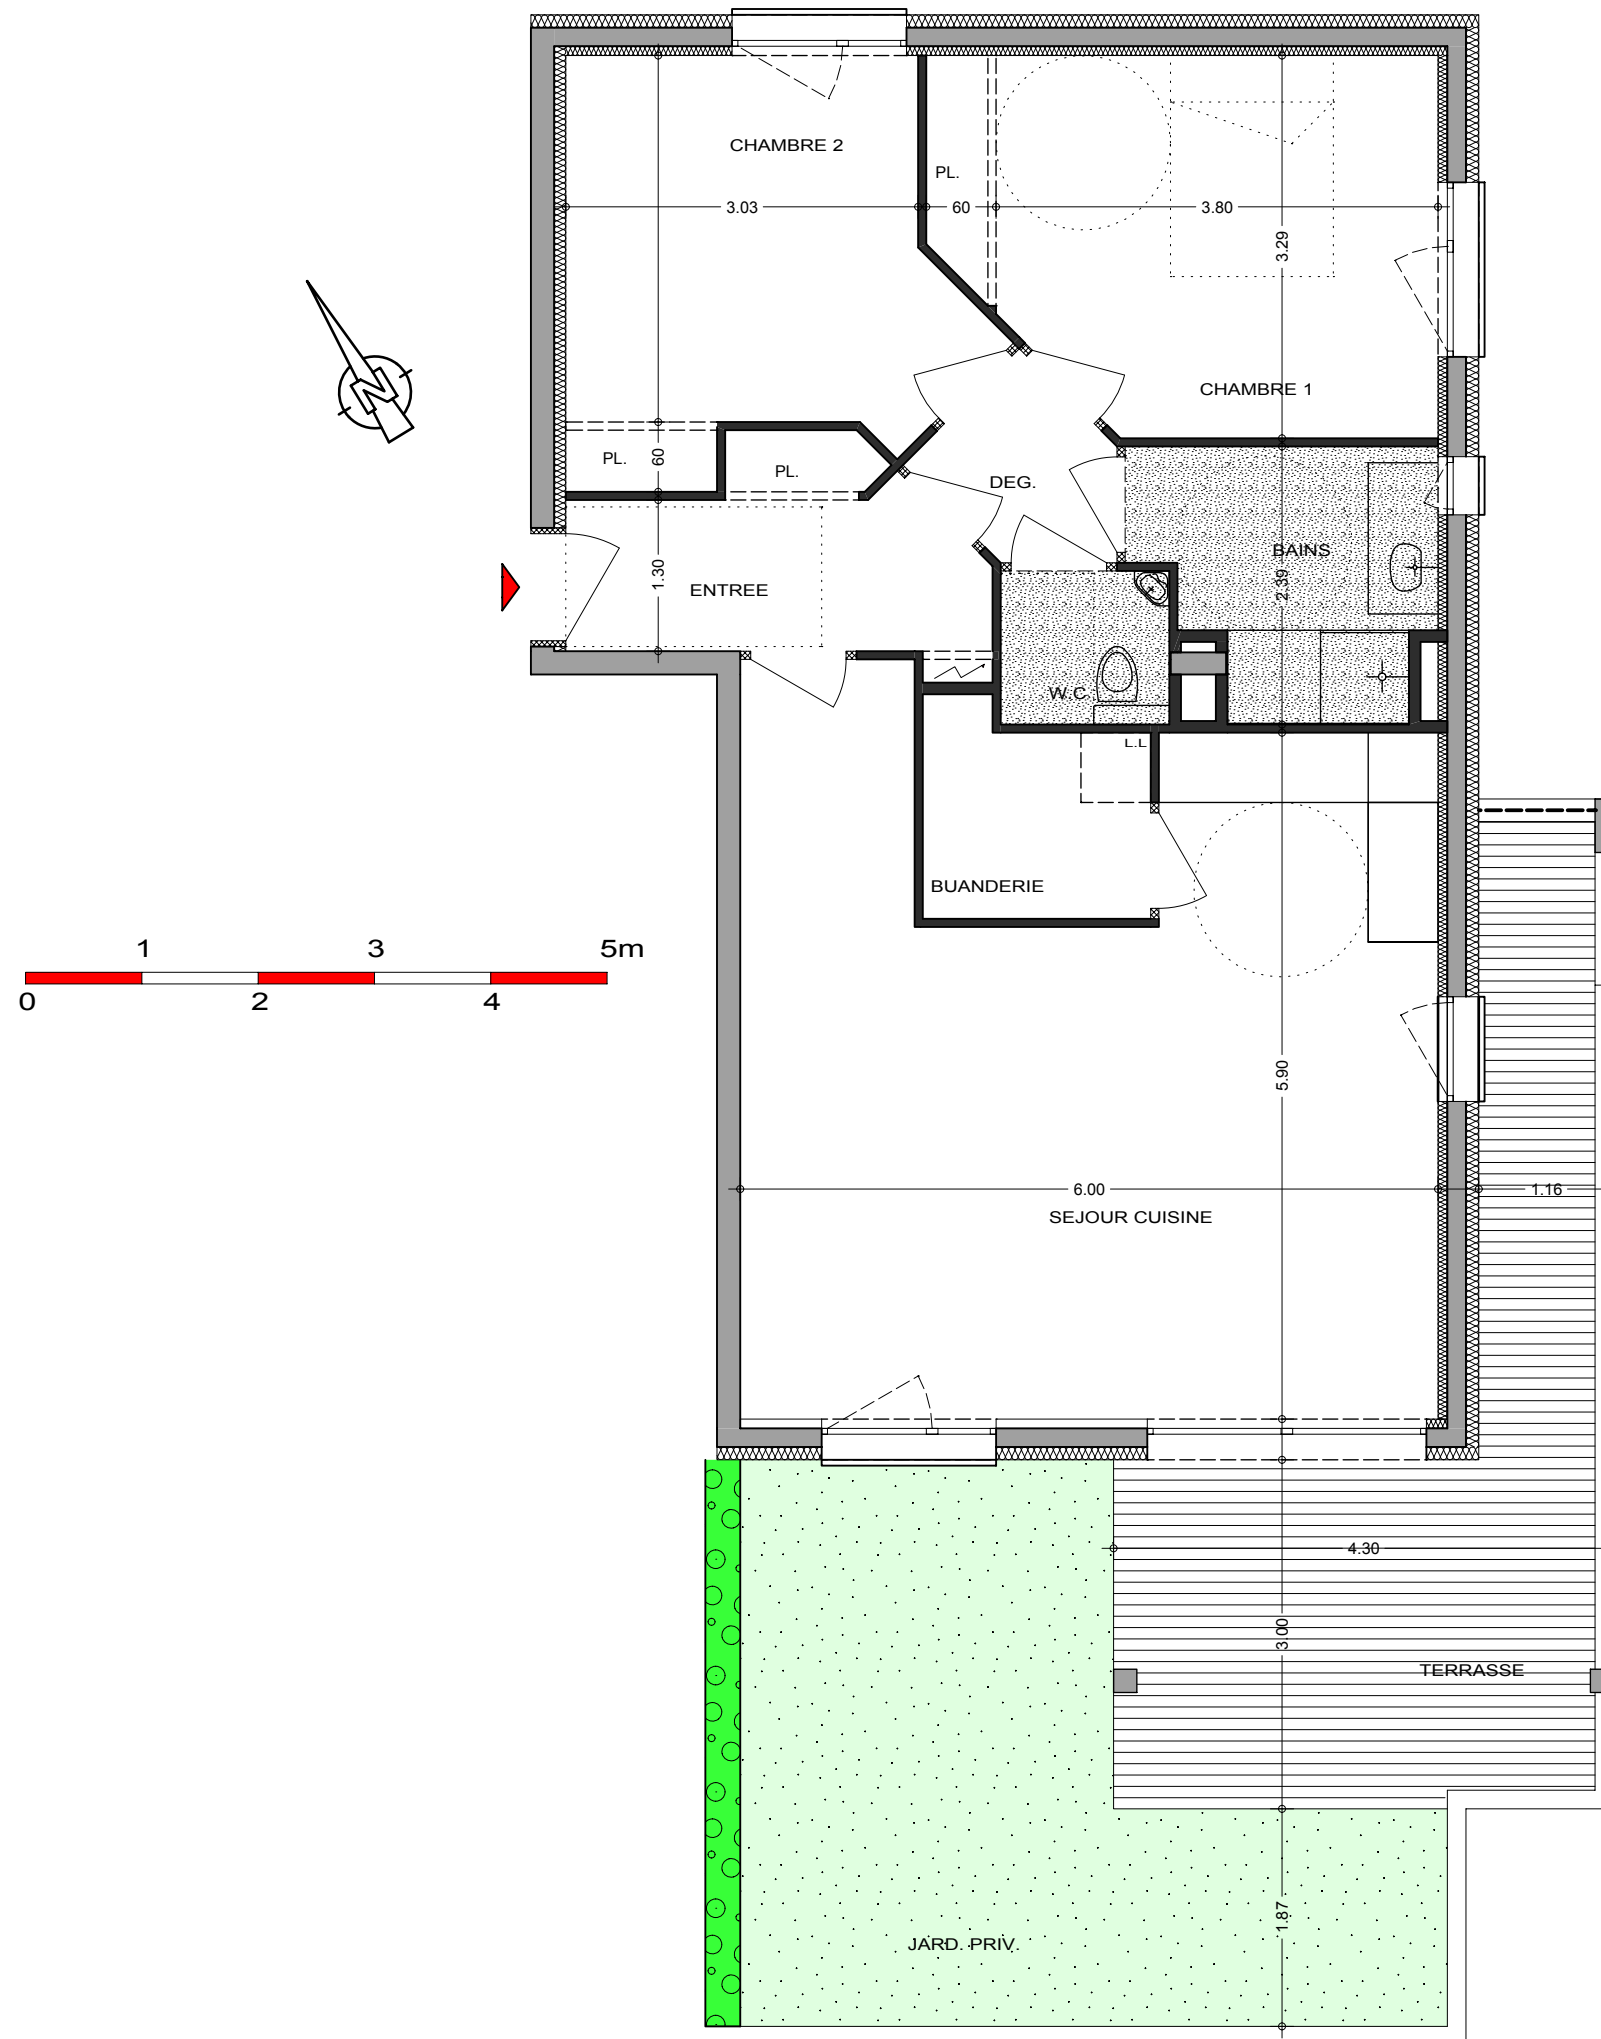 CHAMBRE 2
PL.
3.03
60
3.80
3.29
N
CHAMBRE 1
PL.
60
PL.
DEG.
BAINS
2.39
1.30
ENTREE
W.C
L.L
BUANDERIE
1 3 5m
0 2 4
5.90
6.00
1.16
SEJOUR CUISINE
4.30
3.00
TERRASSE
1.87
JARD. PRIV.